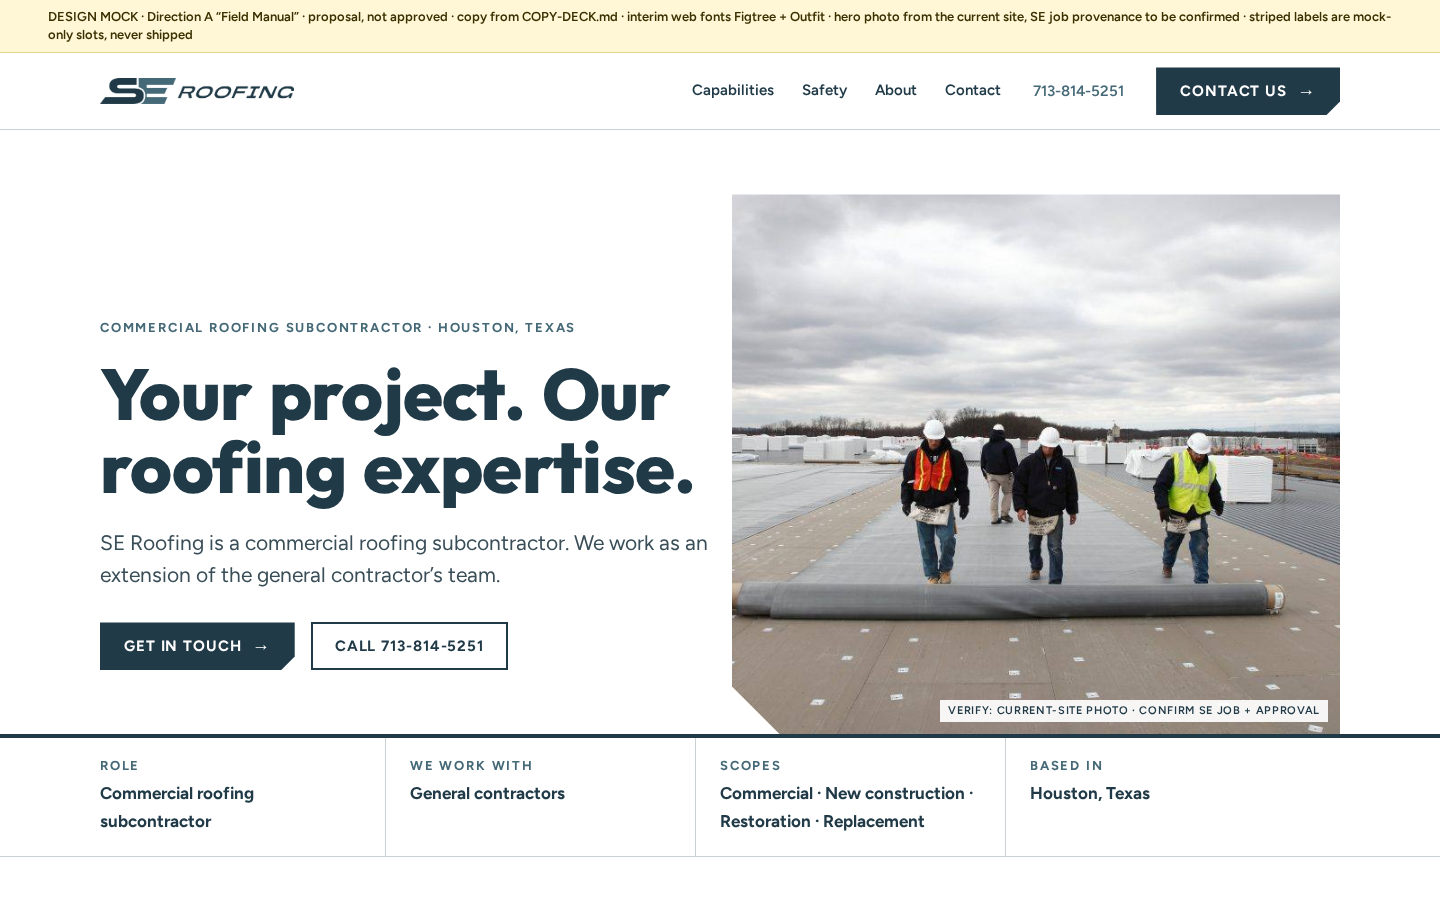 DESIGN MOCK · Direction A “Field Manual” · proposal, not approved · copy from COPY-DECK.md · interim web fonts Figtree + Outfit · hero photo from the current site, SE job provenance to be confirmed · striped labels are mock-
only slots, never shipped
SE ROOFING
Capabilities Safety About Contact 713-814-5251 CONTACT US →
COMMERCIAL ROOFING SUBCONTRACTOR · HOUSTON, TEXAS
Your project. Our
roofing expertise.
SE Roofing is a commercial roofing subcontractor. We work as an
extension of the general contractor’s team.
GET IN TOUCH → CALL 713-814-5251
VERIFY: CURRENT-SITE PHOTO · CONFIRM SE JOB + APPROVAL
ROLE
Commercial roofing
subcontractor
WE WORK WITH
General contractors
SCOPES
Commercial · New construction ·
Restoration · Replacement
BASED IN
Houston, Texas